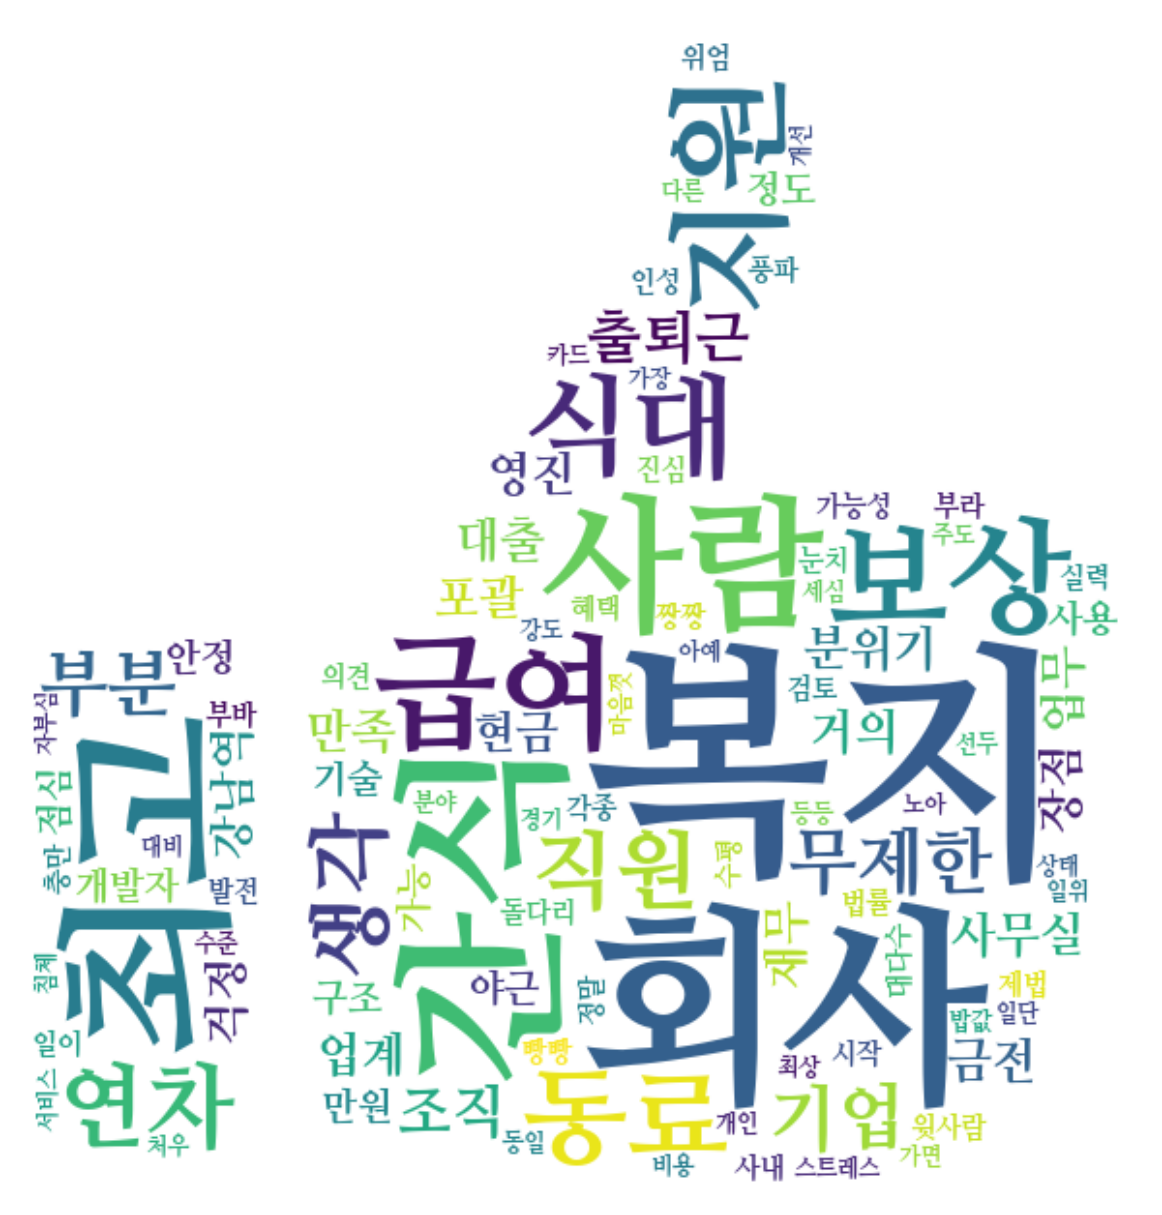 위엄
지원
개선
다른
정도
인성
풍파
출퇴근
카드
가장
식대
영진
진심
사람
가능성
부라
대출
눈치
주도
보상
실력
포괄
혜택
짱짱
세심
사용
강도
급여
아예
분위기
의견
마음껏
복지
검토
업무
만족
현금
거의
선두
장점
기술
간식
분야
경기
각종
등등
노아
생각
가능
직원
수평
무제한
상태
일위
돌다리
법률
회사
재무
대다수
사무실
구조
야근
정말
제법
밥값
일단
업계
빵빵
최상
시작
금전
만원
조직
동료
개인
기업
윗사람
동일
비용
사내
스트레스
가면
부분
안정
자부심
부바
최고
강남역
점심
대비
충만
개발자
발전
침체
수준
걱정
일이
서비스
연차
처우